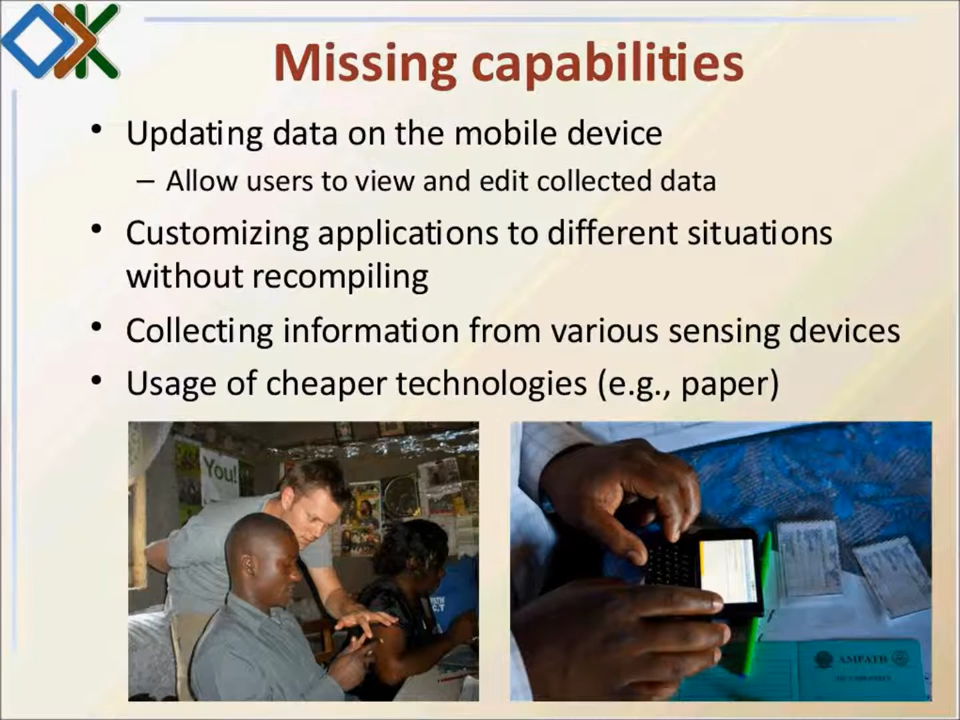 ODK
Missing capabilities
• Updating data on the mobile device
– Allow users to view and edit collected data
• Customizing applications to different situations
without recompiling
• Collecting information from various sensing devices
• Usage of cheaper technologies (e.g., paper)
You!
AMPATH